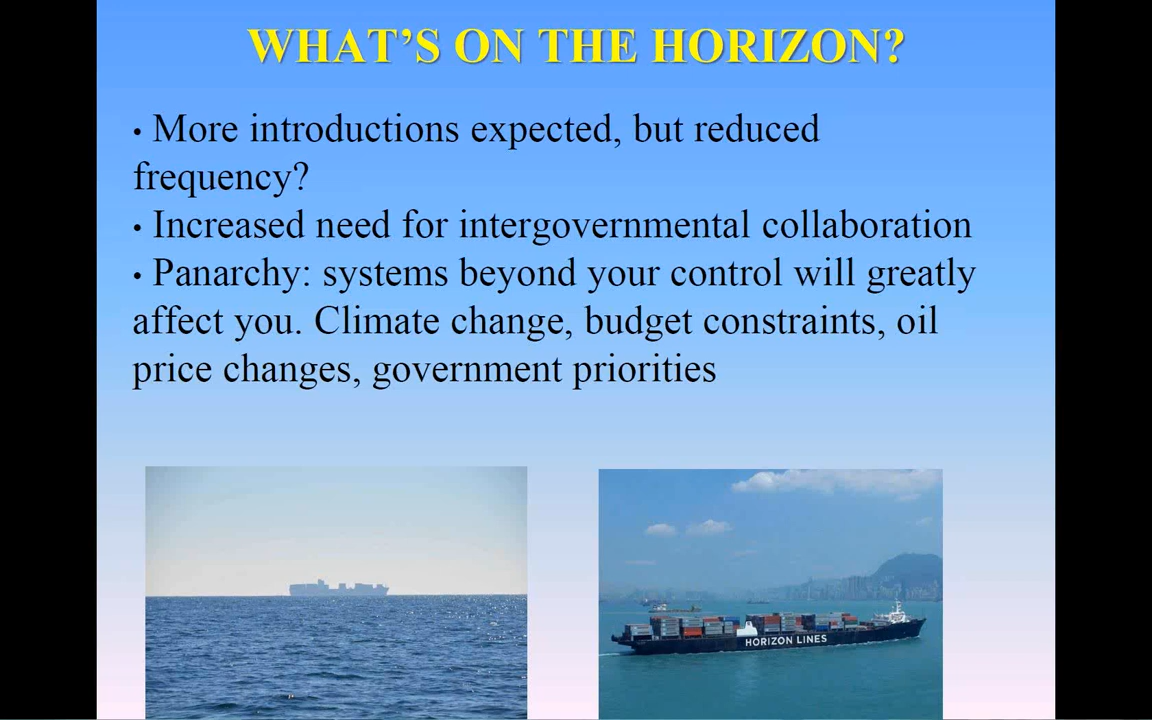 WHAT'S ON THE HORIZON?
• More introductions expected, but reduced
frequency?
• Increased need for intergovernmental collaboration
• Panarchy: systems beyond your control will greatly
affect you. Climate change, budget constraints, oil
price changes, government priorities
HORIZON LINES